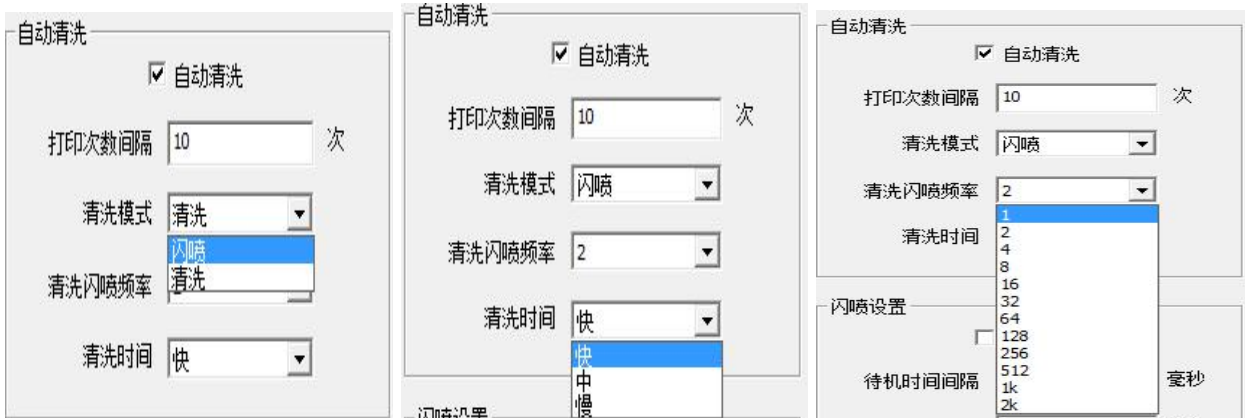 自动清洗
自动清洗
打印次数间隔 10 次
清洗模式 清洗
闪喷
清洗
清洗闪喷频率
清洗时间 快
自动清洗
自动清洗
打印次数间隔 10 次
清洗模式 闪喷
清洗闪喷频率 2
清洗时间 快
快
中
慢
闪喷设置
自动清洗
自动清洗
打印次数间隔 10 次
清洗模式 闪喷
清洗闪喷频率 2
1
2
4
8
16
32
64
128
256
512
1k
2k
清洗时间
闪喷设置
待机时间间隔 毫秒